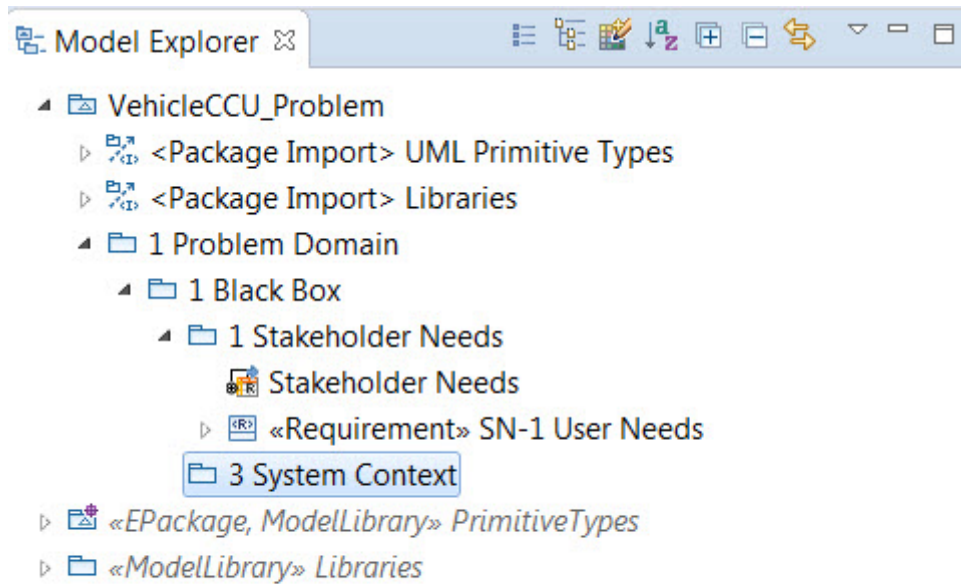 Model Explorer
VehicleCCU_Problem
<Package Import> UML Primitive Types
<Package Import> Libraries
1 Problem Domain
1 Black Box
1 Stakeholder Needs
Stakeholder Needs
«Requirement» SN-1 User Needs
3 System Context
«EPackage, ModelLibrary» PrimitiveTypes
«ModelLibrary» Libraries